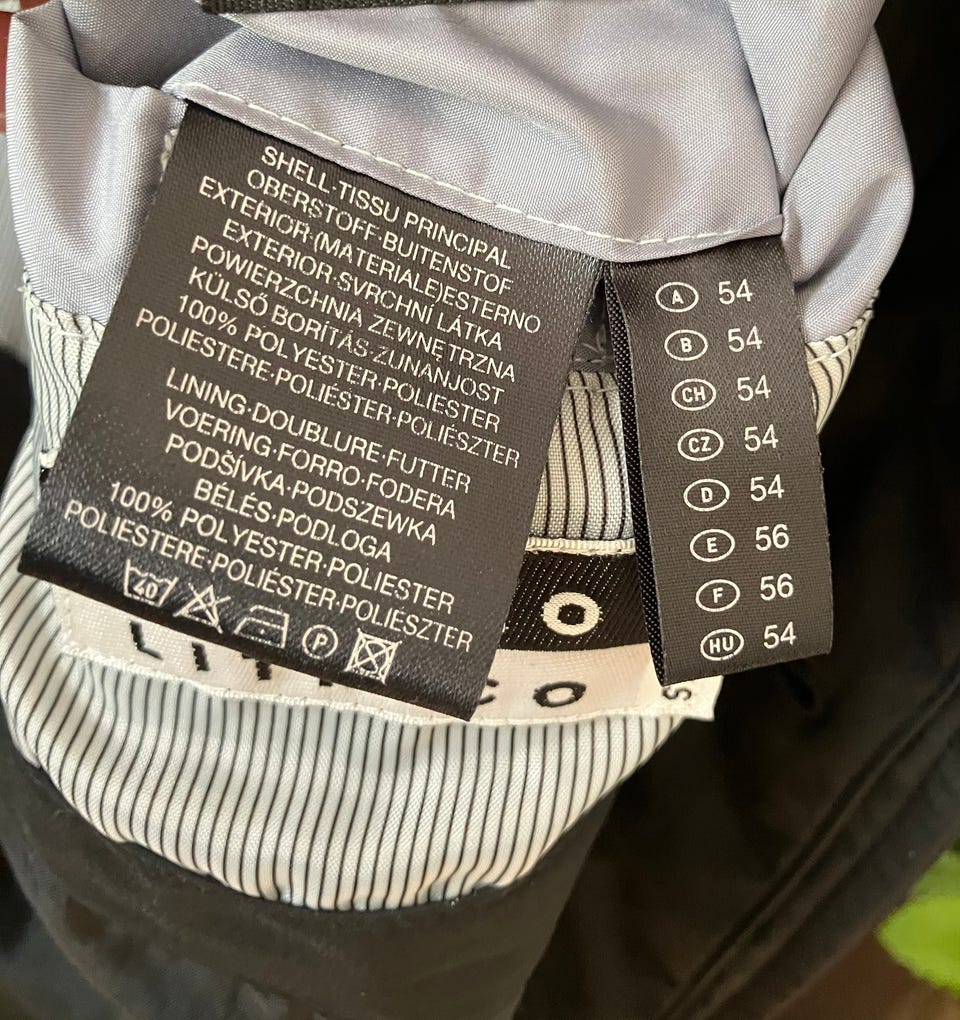 SHELL·TISSU PRINCIPAL
OBERSTOFF·BUITENSTOF
EXTERIOR·(MATERIALE)ESTERNO
EXTERIOR·SVRCHNÍ LÁTKA
POWIERZCHNIA ZEWNĘTRZNA
KÜLSŐ BORÍTÁS·ZUNANJOST
100% POLYESTER·POLIESTER
POLIESTERE·POLIÉSTER·POLIÉSZTER
LINING·DOUBLURE·FUTTER
VOERING·FORRO·FODERA
PODŠÍVKA·PODSZEWKA
BÉLÉS·PODLOGA
100% POLYESTER·POLIESTER
POLIESTERE·POLIÉSTER·POLIÉSZTER
40 P
A 54
B 54
CH 54
CZ 54
D 54
E 56
F 56
HU 54